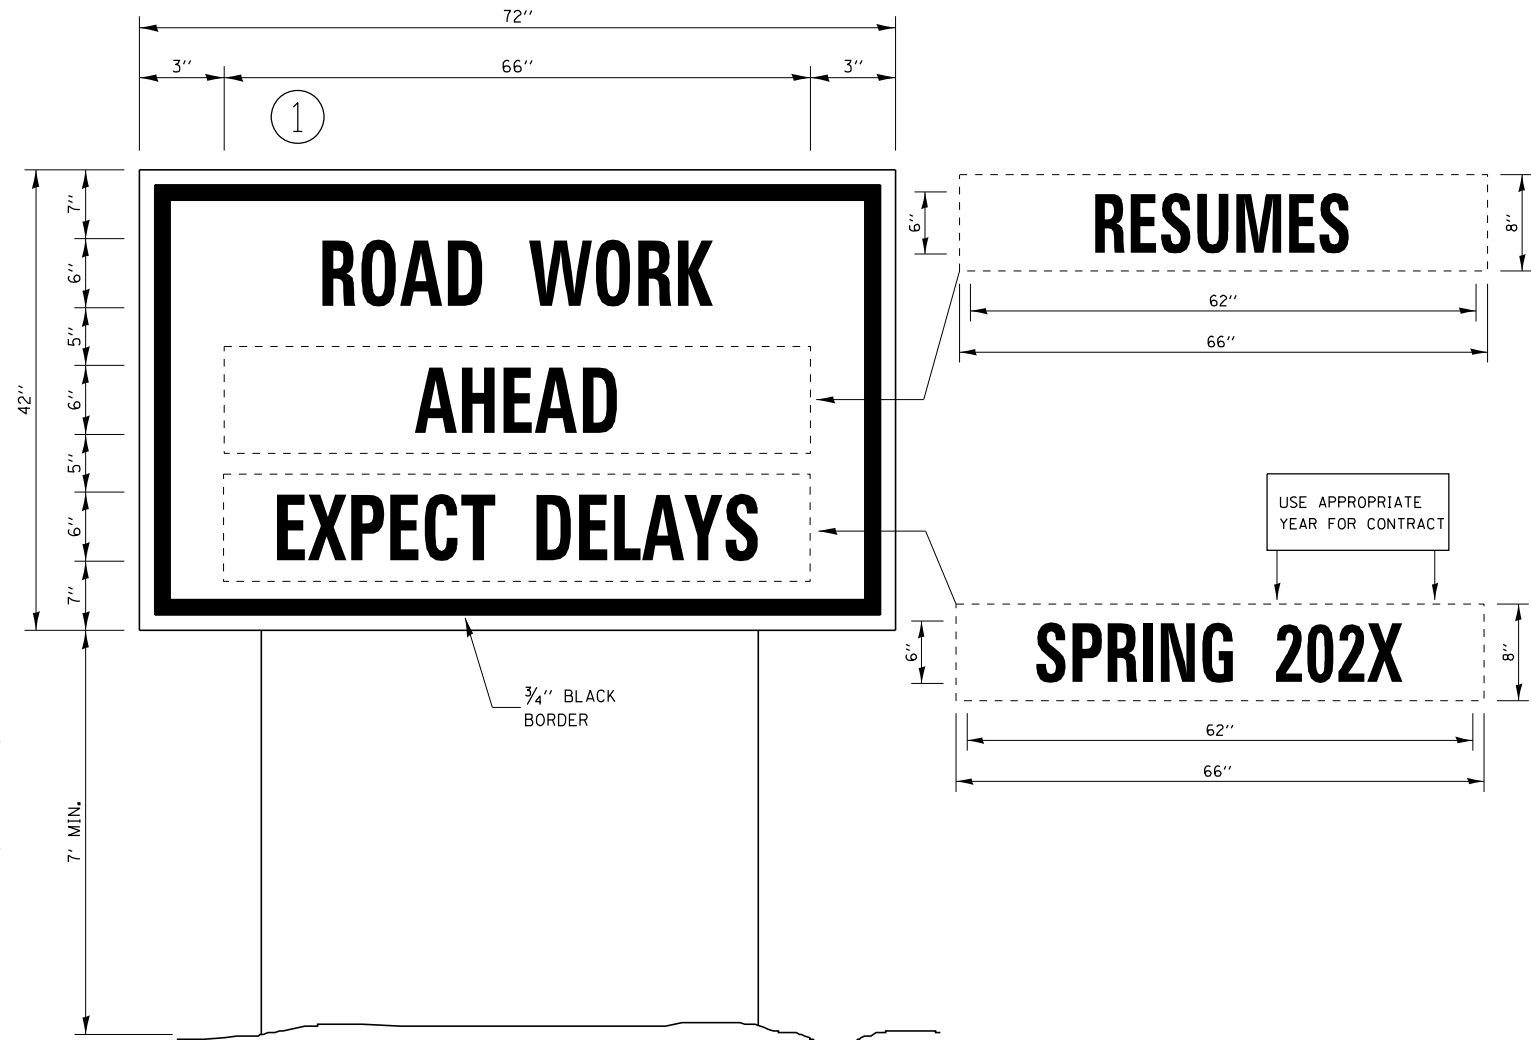 72''
3'' 66'' 3''
1
7''
6''
5''
6''
5''
6''
7''
42''
7' MIN.
ROAD WORK
AHEAD
EXPECT DELAYS
3/4'' BLACK
BORDER
RESUMES
6''
8''
62''
66''
USE APPROPRIATE
YEAR FOR CONTRACT
SPRING 202X
6''
8''
62''
66''